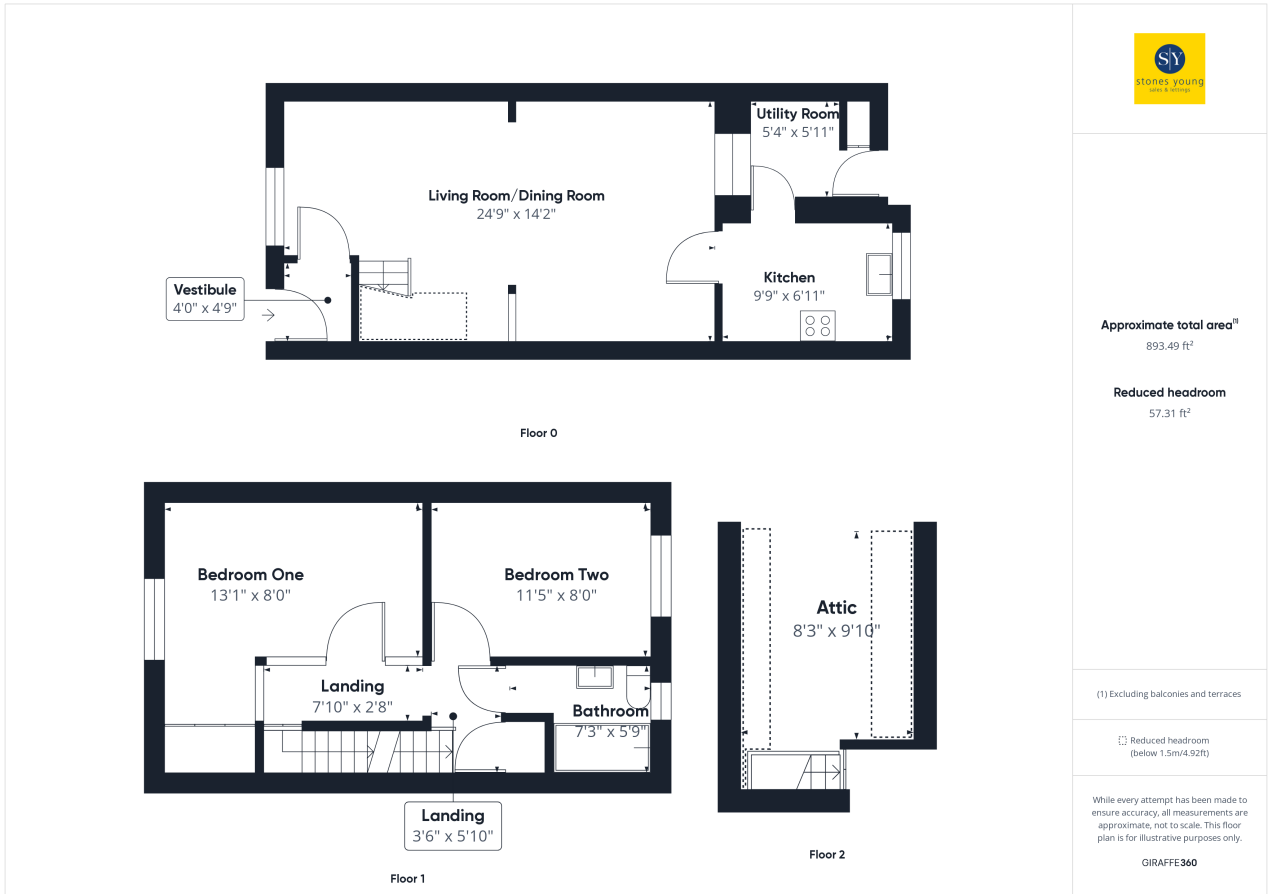 Utility Room
5'4" x 5'11"
Living Room/Dining Room
24'9" x 14'2"
Kitchen
9'9" x 6'11"
Vestibule
4'0" x 4'9"
Floor 0
Bedroom One
13'1" x 8'0"
Bedroom Two
11'5" x 8'0"
Landing
7'10" x 2'8"
Bathroom
7'3" x 5'9"
Landing
3'6" x 5'10"
Floor 1
Attic
8'3" x 9'10"
Floor 2
S|Y
stones young
sales & lettings
Approximate total area(1)
893.49 ft²
Reduced headroom
57.31 ft²
(1) Excluding balconies and terraces
Reduced headroom
(below 1.5m/4.92ft)
While every attempt has been made to
ensure accuracy, all measurements are
approximate, not to scale. This floor
plan is for illustrative purposes only.
GIRAFFE360